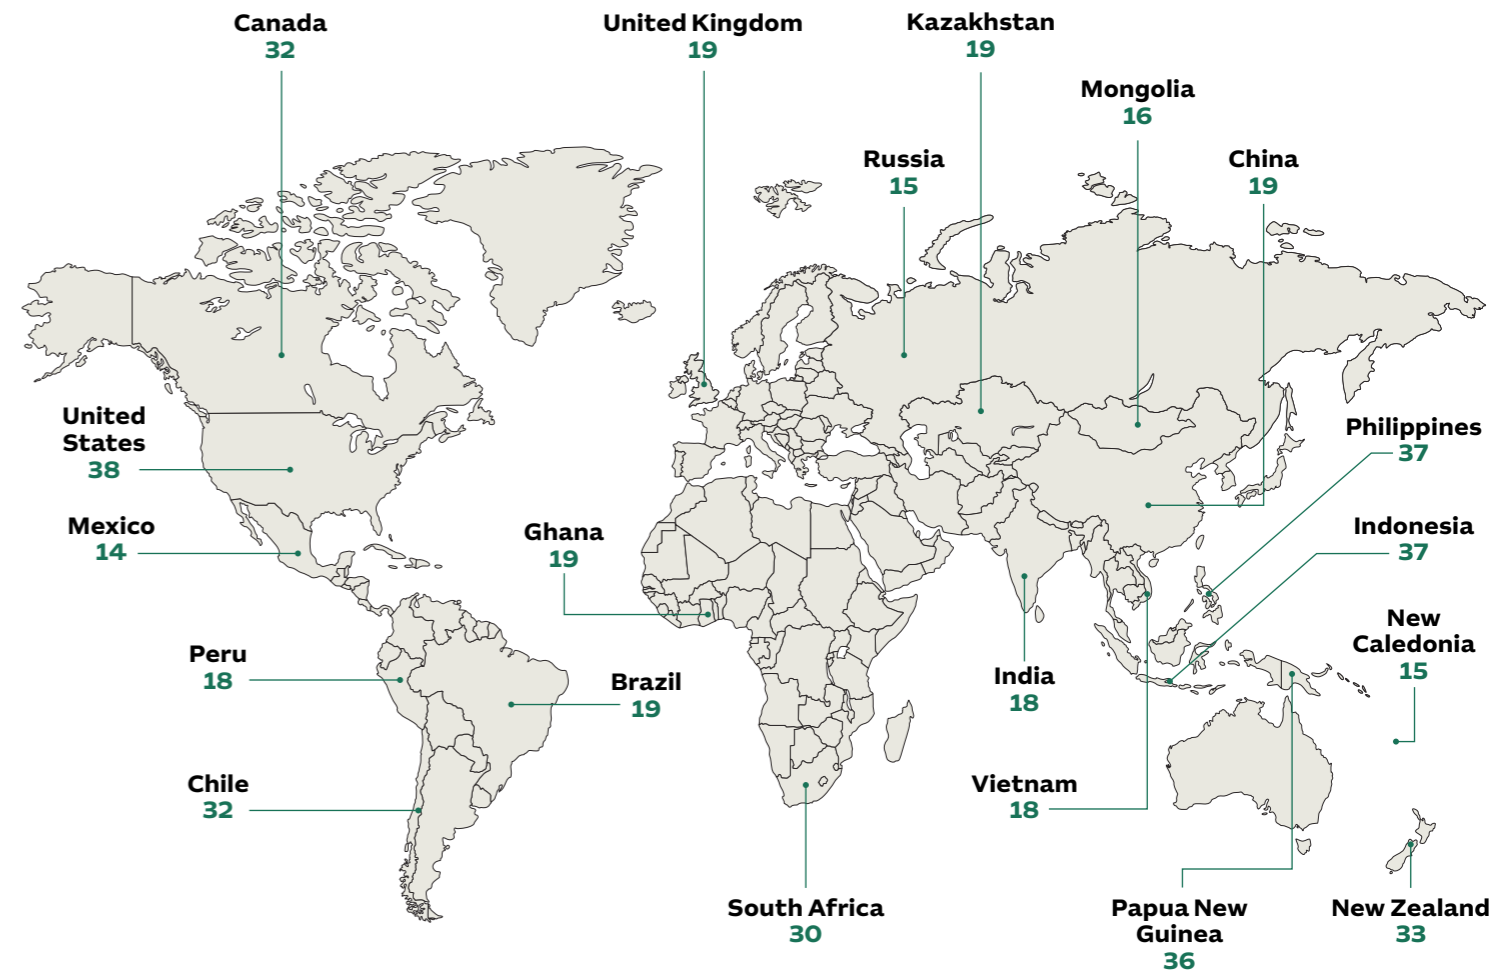 Canada
32
United Kingdom
19
Kazakhstan
19
Mongolia
16
Russia
15
China
19
United
States
38
Philippines
37
Mexico
14
Ghana
19
Indonesia
37
New
Caledonia
15
Peru
18
Brazil
19
India
18
Chile
32
Vietnam
18
South Africa
30
Papua New
Guinea
36
New Zealand
33